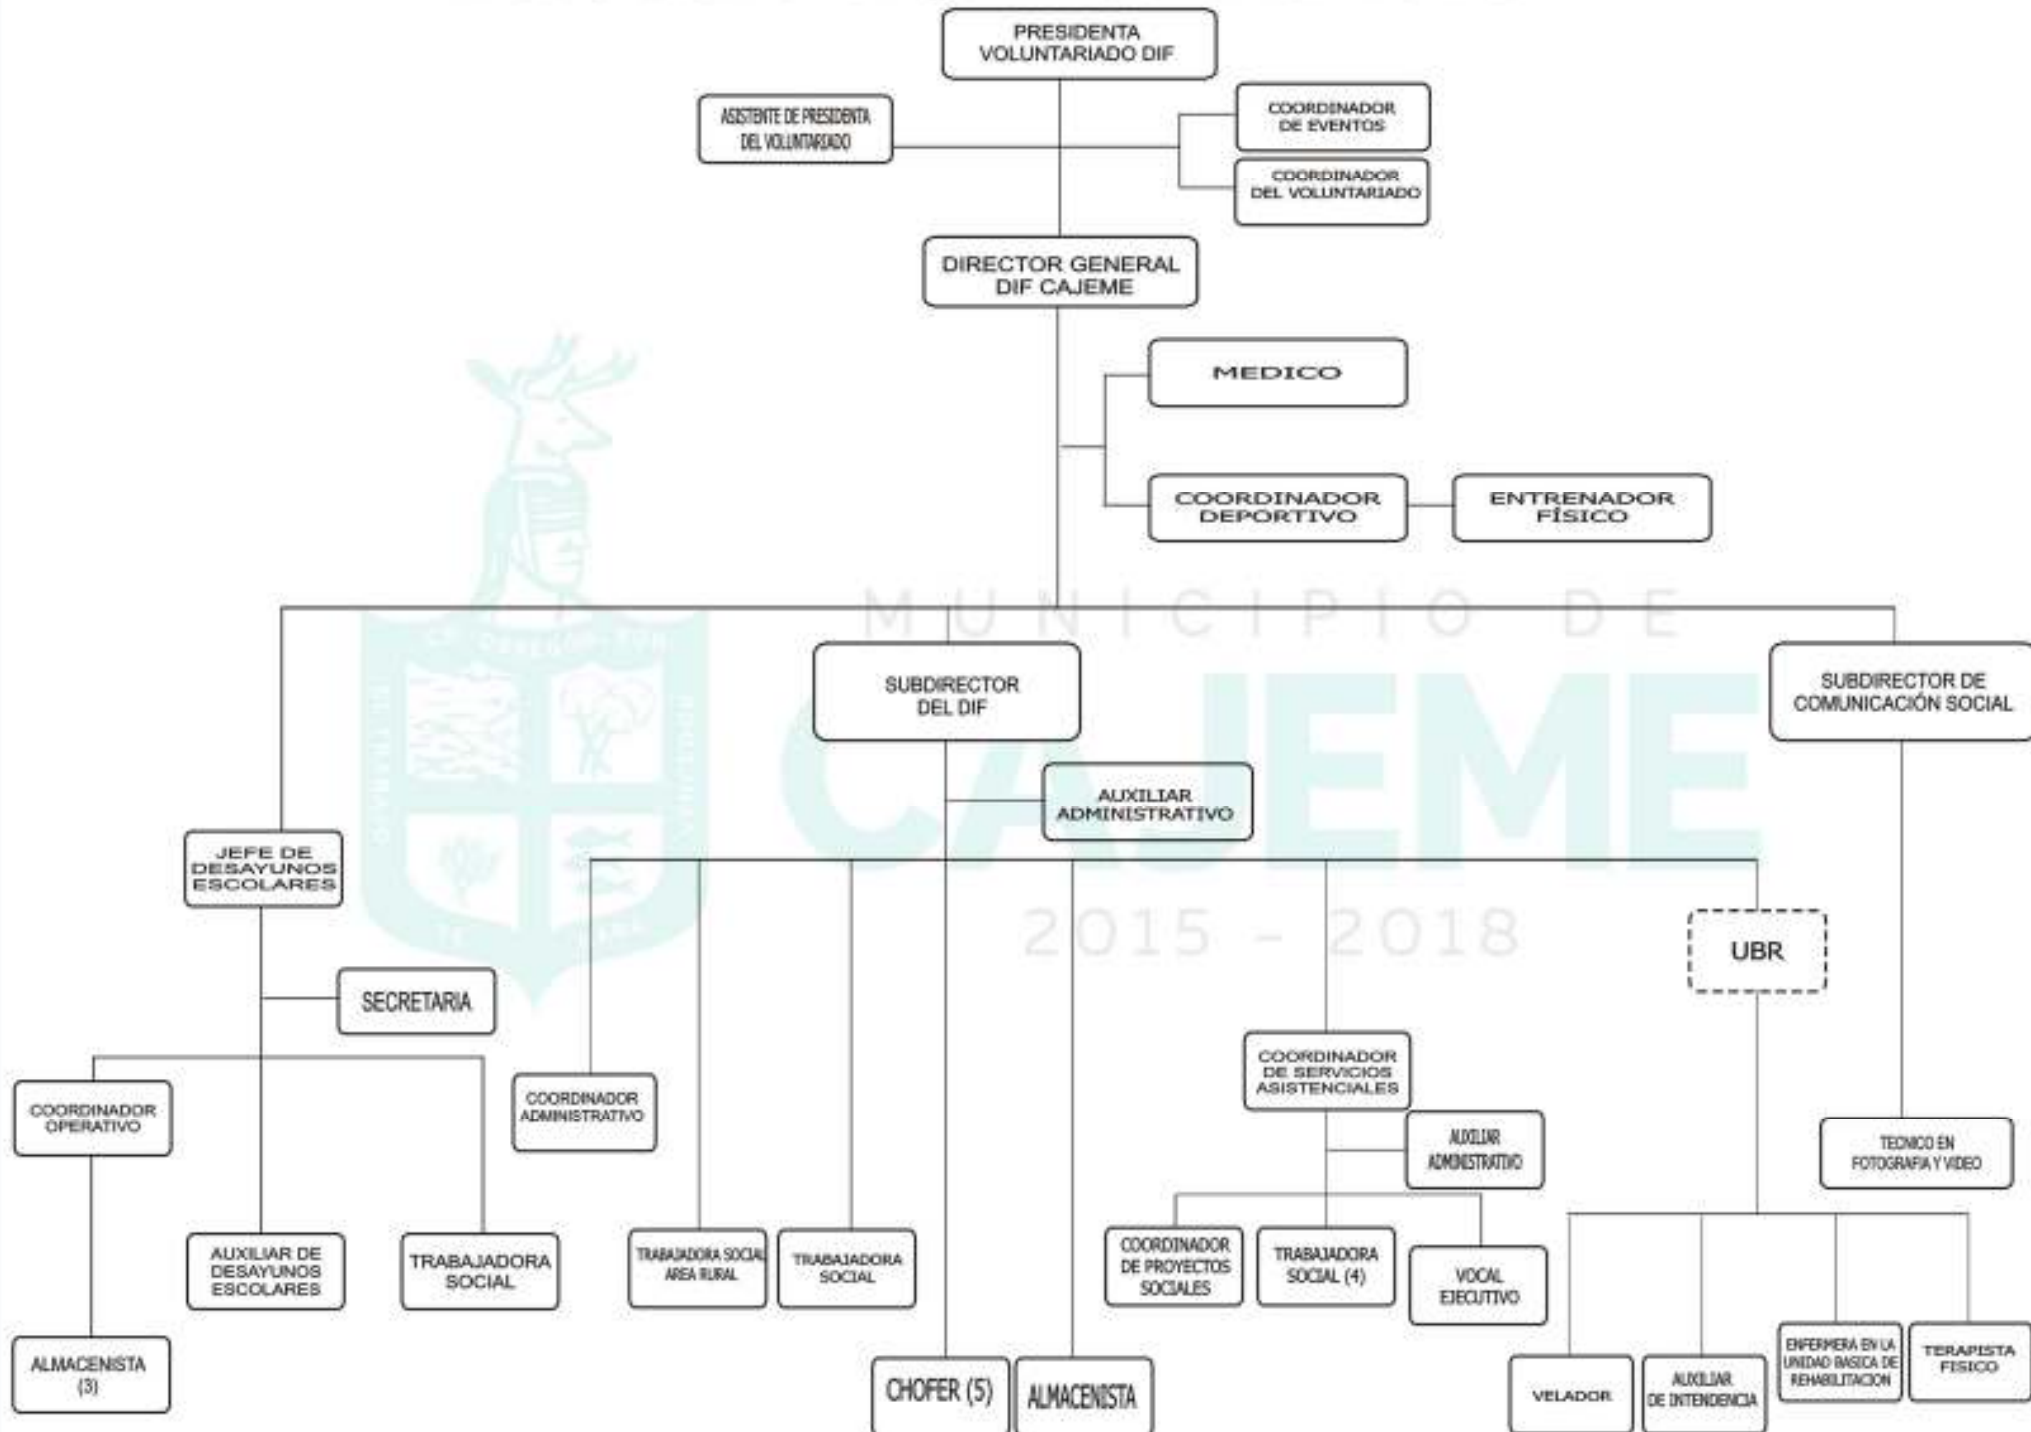 PRESIDENTA
VOLUNTARIADO DIF
ASISTENTE DE PRESIDENTA
DEL VOLUNTARIADO
COORDINADOR
DE EVENTOS
COORDINADOR
DEL VOLUNTARIADO
DIRECTOR GENERAL
DIF CAJEME
MEDICO
COORDINADOR
DEPORTIVO
ENTRENADOR
FÍSICO
MUNICIPIO DE
CAJEME
2015 - 2018
SUBDIRECTOR
DEL DIF
SUBDIRECTOR DE
COMUNICACIÓN SOCIAL
AUXILIAR
ADMINISTRATIVO
JEFE DE
DESAYUNOS
ESCOLARES
UBR
SECRETARIA
COORDINADOR
OPERATIVO
COORDINADOR
ADMINISTRATIVO
COORDINADOR
DE SERVICIOS
ASISTENCIALES
AUXILIAR
ADMINISTRATIVO
TECNICO EN
FOTOGRAFIA Y VIDEO
AUXILIAR DE
DESAYUNOS
ESCOLARES
TRABAJADORA
SOCIAL
TRABAJADORA SOCIAL
AREA RURAL
TRABAJADORA
SOCIAL
COORDINADOR
DE PROYECTOS
SOCIALES
TRABAJADORA
SOCIAL (4)
VOCAL
EJECUTIVO
ALMACENISTA
(3)
CHOFER (5)
ALMACENISTA
VELADOR
AUXILIAR
DE INTENDENCIA
ENFERMERA EN LA
UNIDAD BASICA DE
REHABILITACION
TERAPISTA
FISICO